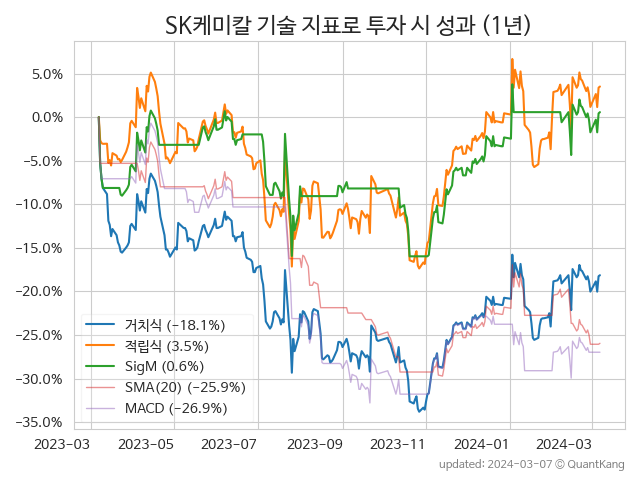 SK케미칼 기술 지표로 투자 시 성과 (1년)
5.0%
0.0%
−5.0%
−10.0%
−15.0%
−20.0%
−25.0%
−30.0%
−35.0%
거치식 (−18.1%)
적립식 (3.5%)
SigM (0.6%)
SMA(20) (−25.9%)
MACD (−26.9%)
2023-03 2023-05 2023-07 2023-09 2023-11 2024-01 2024-03
updated: 2024-03-07 © QuantKang